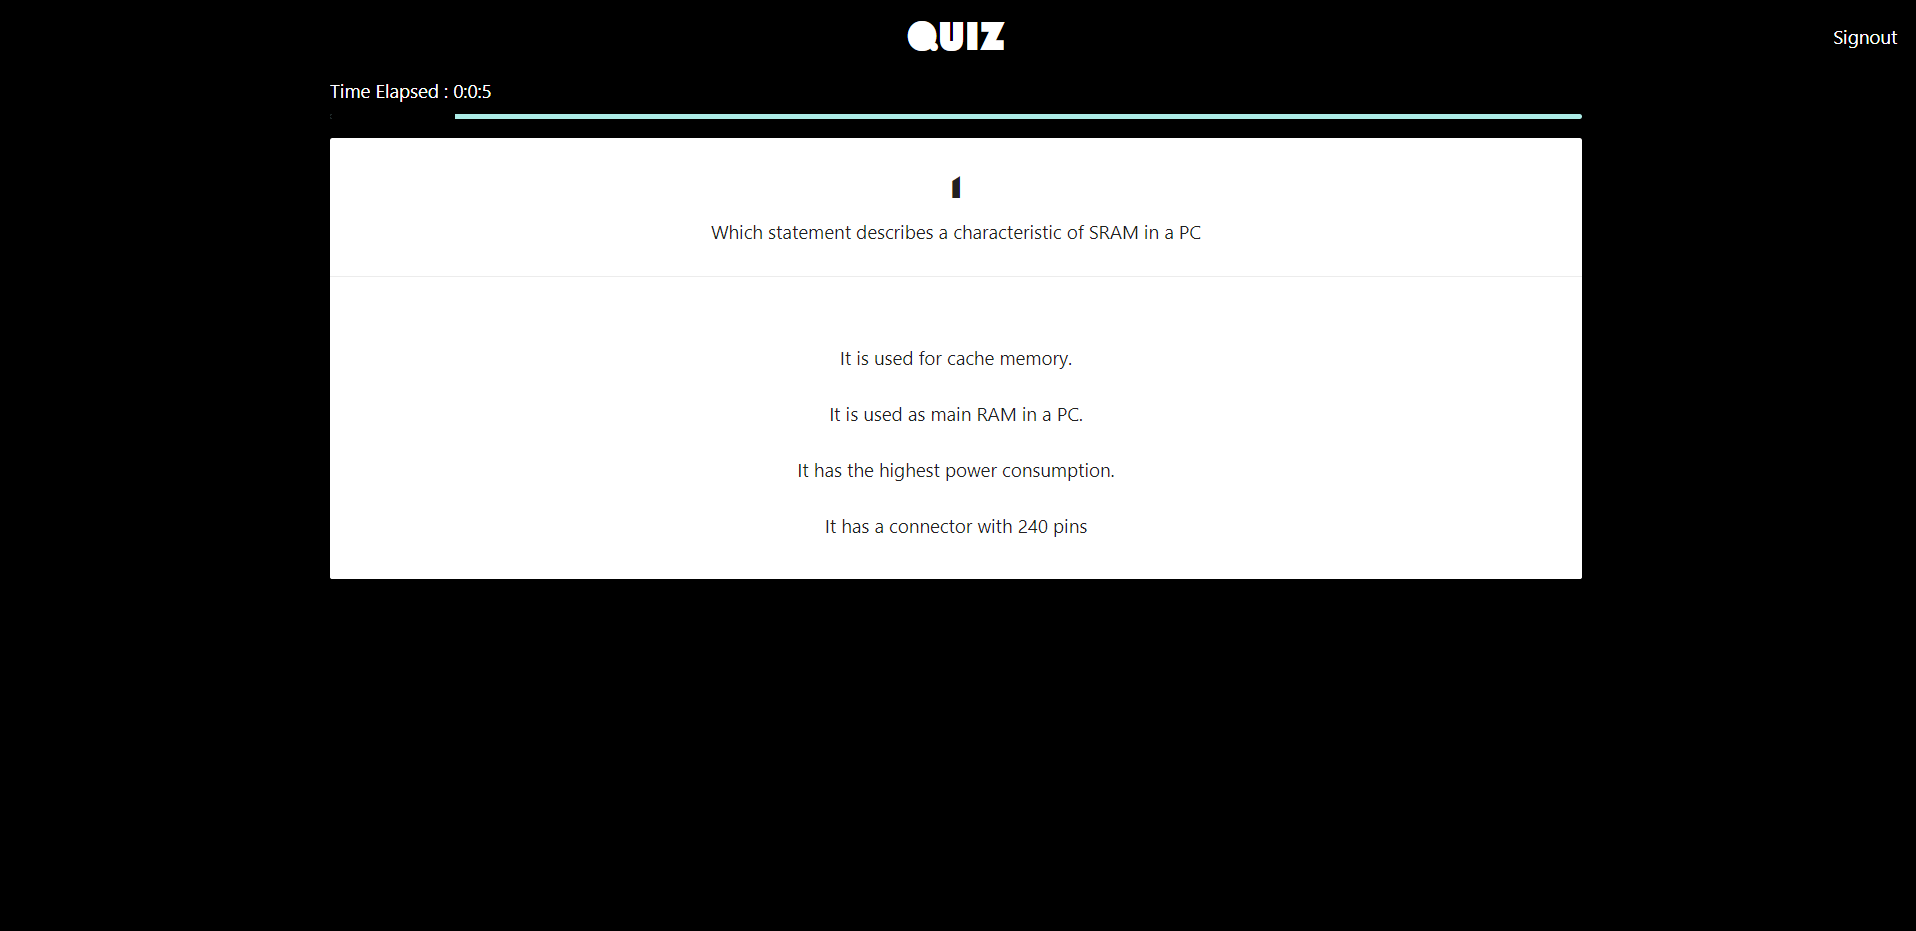 QUIZ
Signout
Time Elapsed : 0:0:5
1
Which statement describes a characteristic of SRAM in a PC
It is used for cache memory.
It is used as main RAM in a PC.
It has the highest power consumption.
It has a connector with 240 pins